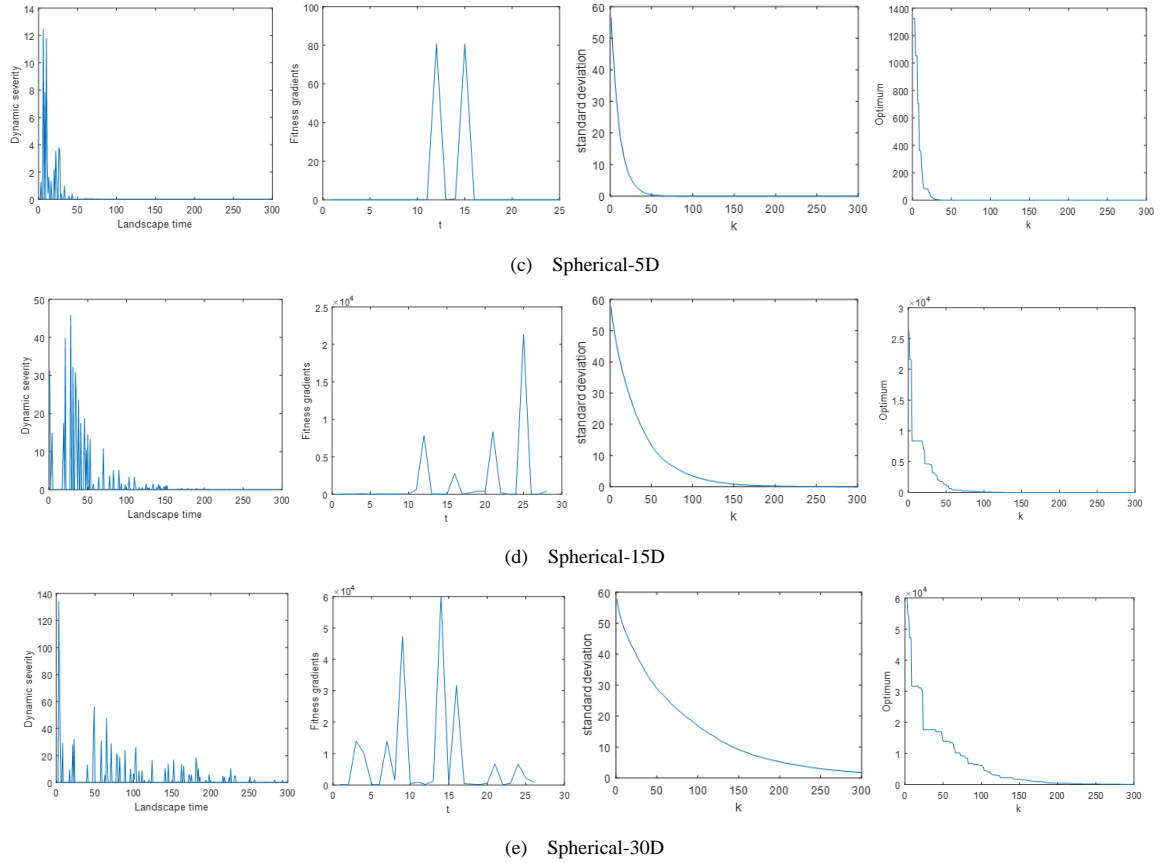 14
12
10
8
6
4
2
0
Dynamic severity
0 50 100 150 200 250 300
Landscape time
100
80
60
40
20
0
Fitness gradients
0 5 10 15 20 25
t
60
50
40
30
20
10
0
standard deviation
0 50 100 150 200 250 300
k
1400
1200
1000
800
600
400
200
0
Optimum
0 50 100 150 200 250 300
k
(c) Spherical-5D
50
40
30
20
10
0
Dynamic severity
0 50 100 150 200 250 300
Landscape time
×10⁴
2.5
2
1.5
1
0.5
0
Fitness gradients
0 5 10 15 20 25 30
t
60
50
40
30
20
10
0
standard deviation
0 50 100 150 200 250 300
k
×10⁴
3
2.5
2
1.5
1
0.5
0
Optimum
0 50 100 150 200 250 300
k
(d) Spherical-15D
140
120
100
80
60
40
20
0
Dynamic severity
0 50 100 150 200 250 300
Landscape time
×10⁴
6
5
4
3
2
1
0
Fitness gradients
0 5 10 15 20 25 30
t
60
50
40
30
20
10
0
standard deviation
0 50 100 150 200 250 300
k
×10⁴
6
5
4
3
2
1
0
Optimum
0 50 100 150 200 250 300
k
(e) Spherical-30D